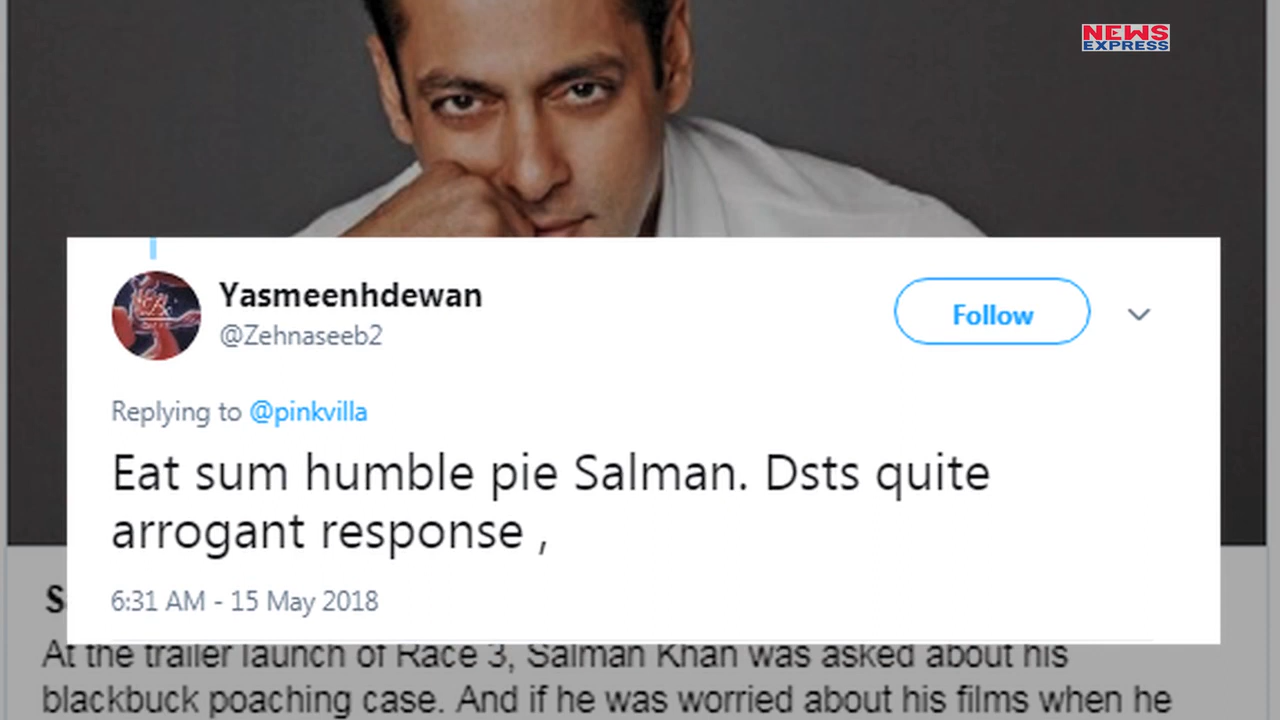 NEWS
EXPRESS
Yasmeenhdewan
@Zehnaseeb2
Follow
Replying to @pinkvilla
Eat sum humble pie Salman. Dsts quite
arrogant response ,
6:31 AM - 15 May 2018
S
At the trailer launch of Race 3, Salman Khan was asked about his
blackbuck poaching case. And if he was worried about his films when he